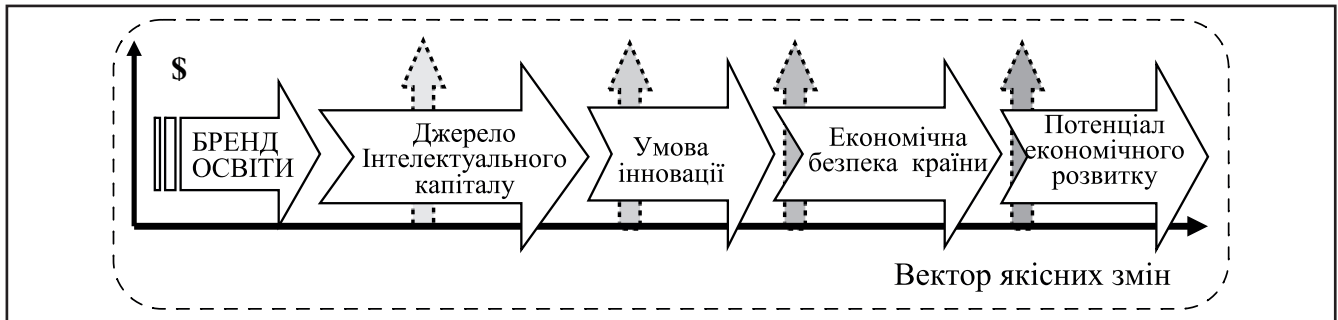 $
БРЕНД
ОСВІТИ
Джерело
Інтелектуального
капіталу
Умова
інновації
Економічна
безпека країни
Потенціал
економічного
розвитку
Вектор якісних змін